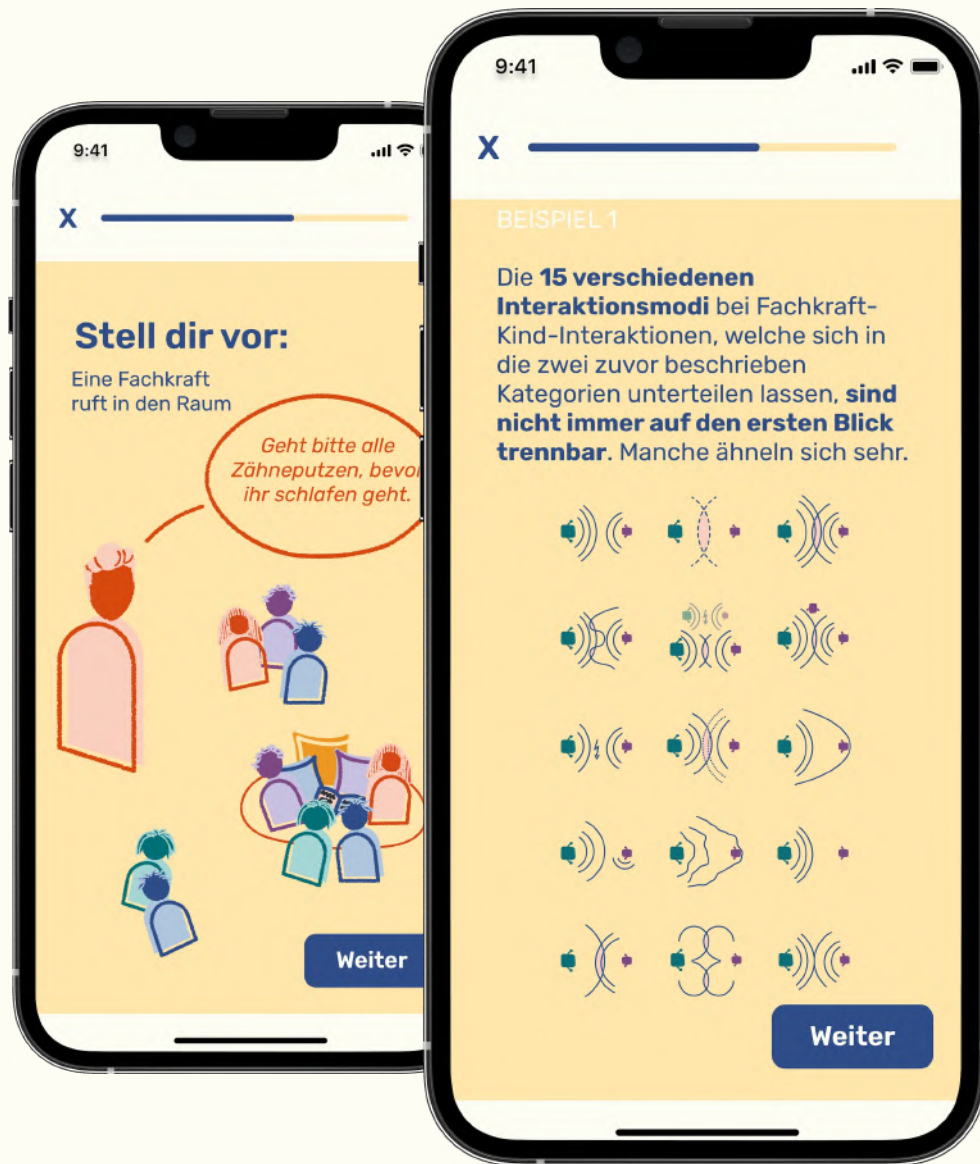 9:41
X
Stell dir vor:
Eine Fachkraft
ruft in den Raum
Geht bitte alle
Zähneputzen,
ihr schlafen geht.
Weiter
9:41
X
BEISPIEL 1
Die 15 verschiedenen
Interaktionsmodi bei Fachkraft-
Kind-Interaktionen, welche sich in
die zwei zuvor beschrieben
Kategorien unterteilen lassen, sind
nicht immer auf den ersten Blick
trennbar. Manche ähneln sich sehr.
Weiter